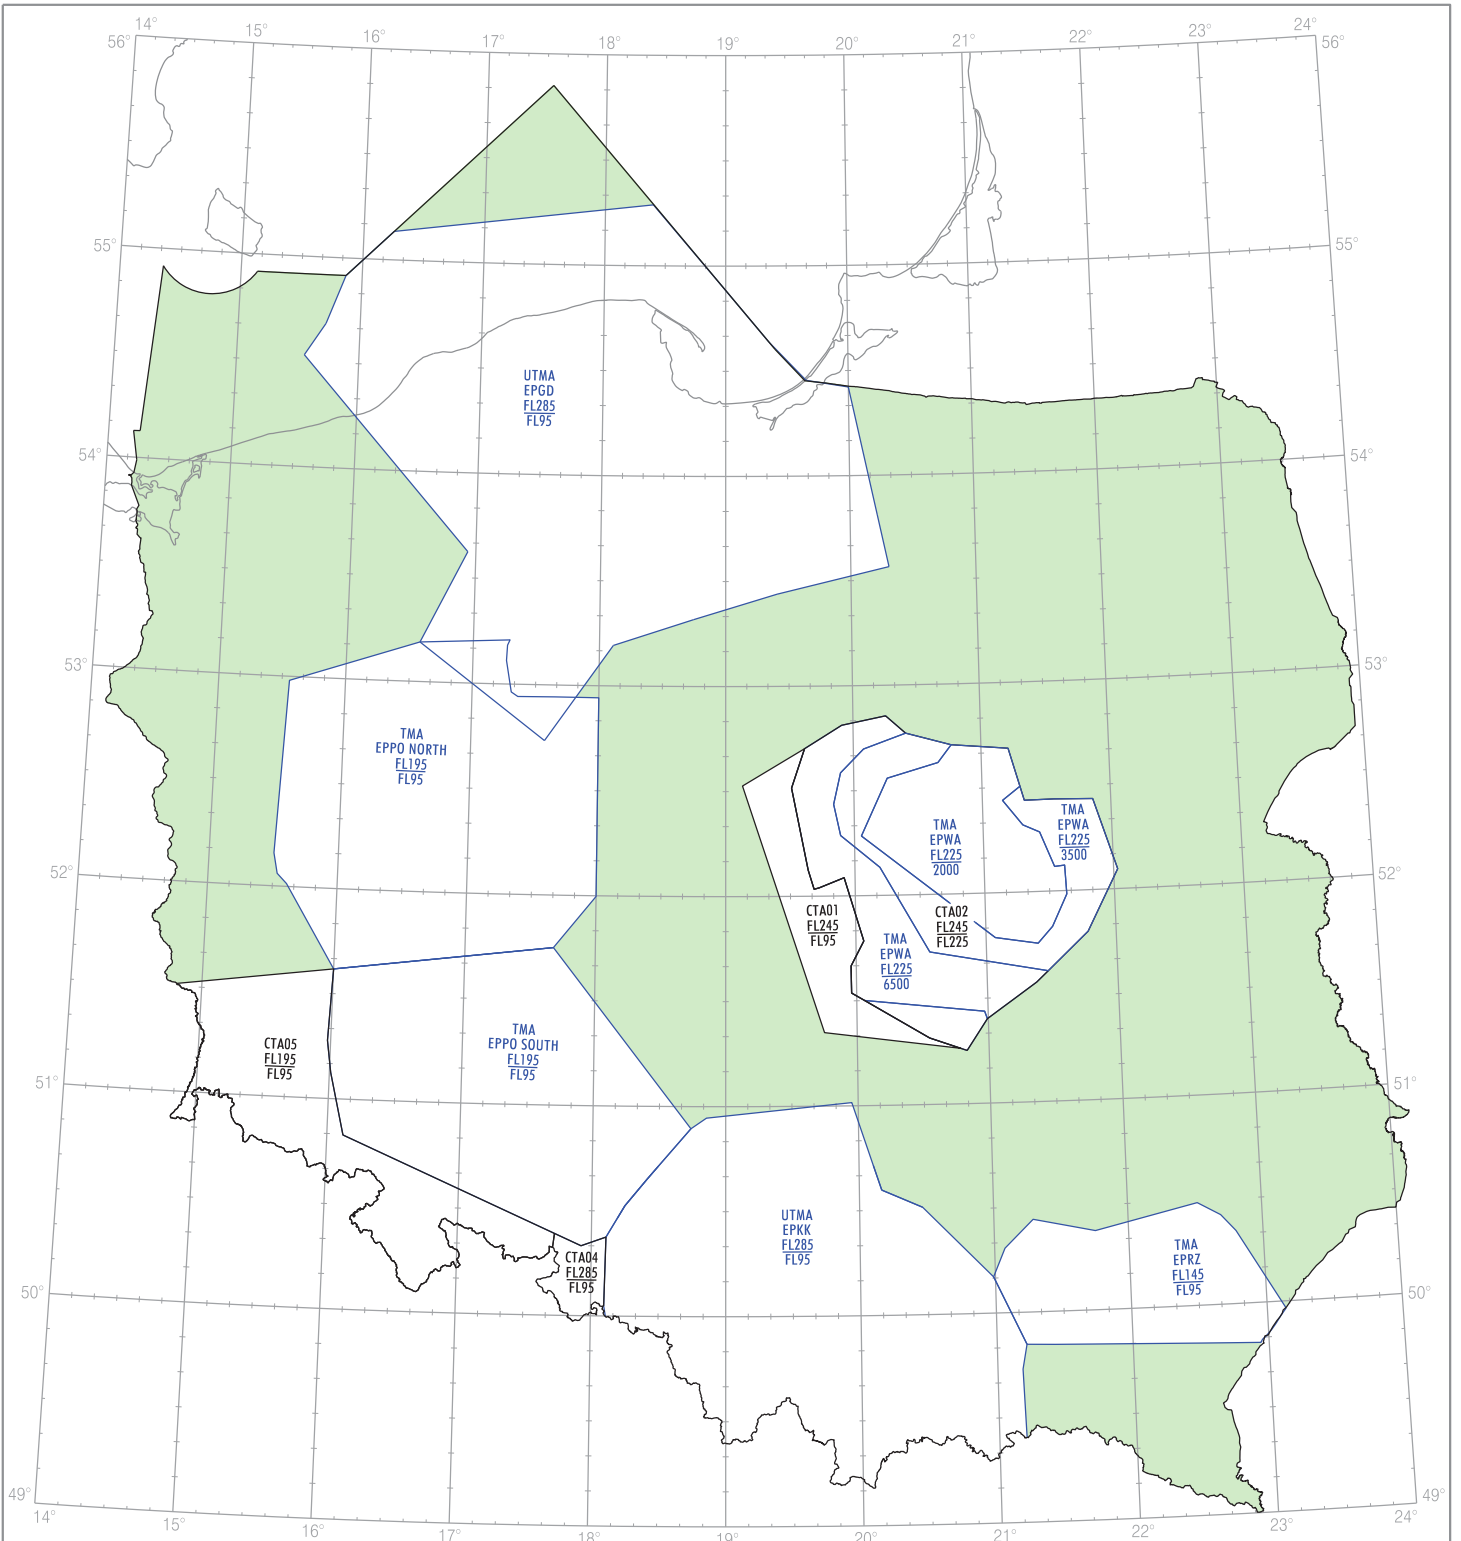 14°
15°
16°
17°
18°
19°
20°
21°
22°
23°
24°
56°
56°
55°
55°
UTMA
EPGD
FL285
FL95
54°
54°
53°
53°
TMA
EPPO NORTH
FL195
FL95
TMA
EPWA
FL225
3500
TMA
EPWA
FL225
2000
52°
52°
CTA01
FL245
FL95
CTA02
FL245
FL225
TMA
EPWA
FL225
6500
TMA
EPPO SOUTH
FL195
FL95
CTA05
FL195
FL95
51°
51°
UTMA
EPKK
FL285
FL95
TMA
EPRZ
FL145
FL95
CTA04
FL285
FL95
50°
50°
49°
49°
14°
15°
16°
17°
18°
19°
20°
21°
22°
23°
24°